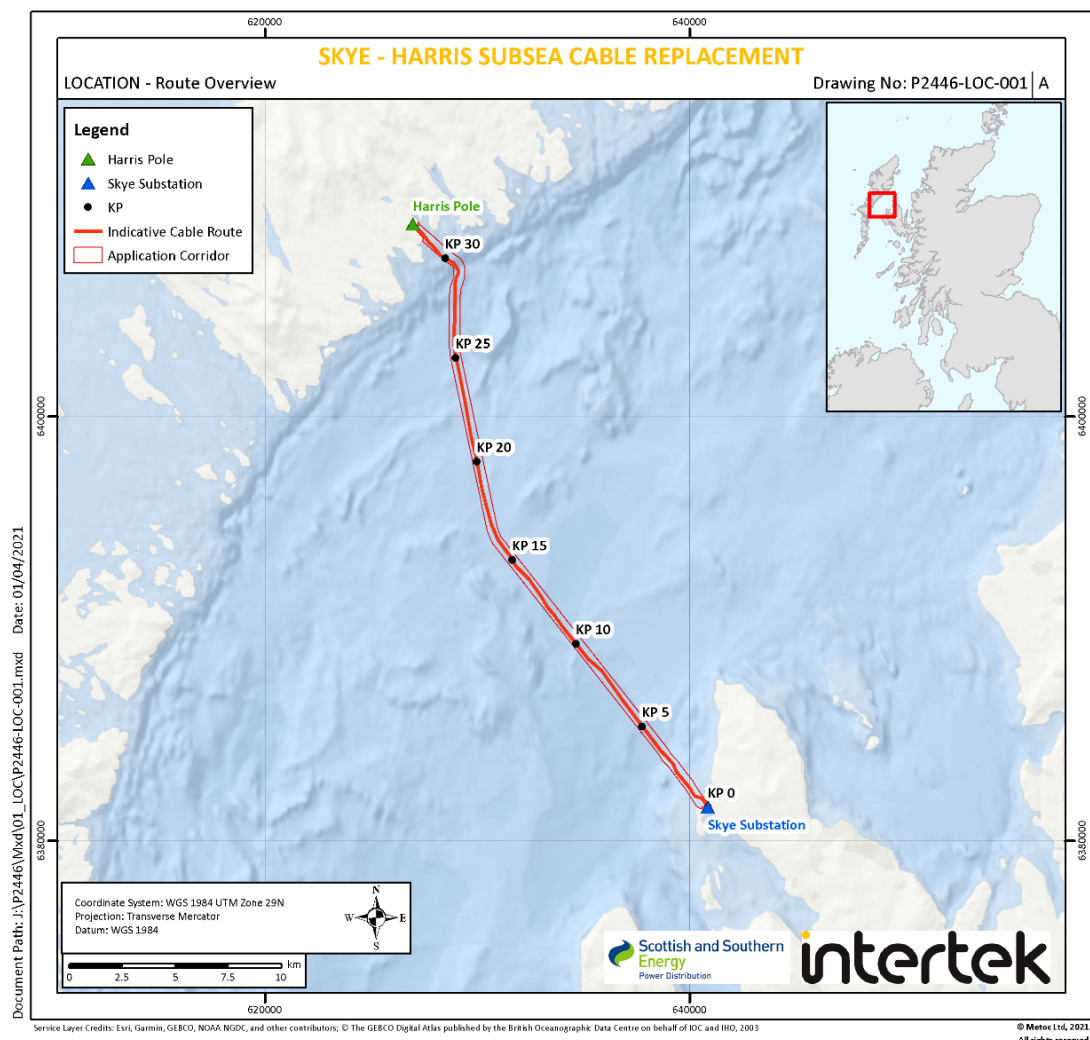 620000
640000
SKYE - HARRIS SUBSEA CABLE REPLACEMENT
LOCATION - Route Overview
Drawing No: P2446-LOC-001
A
Legend
Harris Pole
Skye Substation
KP
Indicative Cable Route
Application Corridor
Harris Pole
KP 30
KP 25
6400000
6400000
KP 20
KP 15
KP 10
KP 5
KP 0
Skye Substation
6380000
6380000
Document Path: J:\P2446\Mxd\01_LOC\P2446-LOC-001.mxd Date: 01/04/2021
Coordinate System: WGS 1984 UTM Zone 29N
Projection: Transverse Mercator
Datum: WGS 1984
N
W E
S
km
0 2.5 5 7.5 10
Scottish and Southern
Energy
Power Distribution
intertek
620000
640000
Service Layer Credits: Esri, Garmin, GEBCO, NOAA NGDC, and other contributors; © The GEBCO Digital Atlas published by the British Oceanographic Data Centre on behalf of IOC and IHO, 2003
© Metoc Ltd, 2021.
All rights reserved.